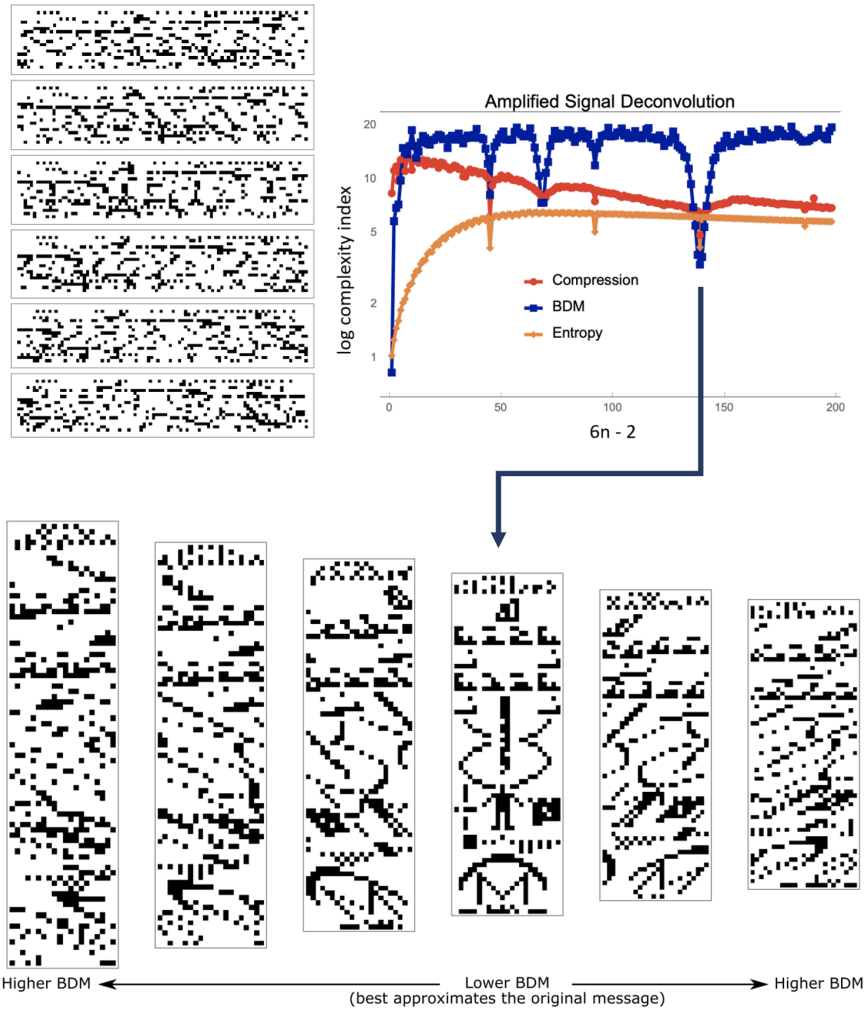 Amplified Signal Deconvolution
log complexity index
20
10
5
2
1
Compression
BDM
Entropy
0
50
100
150
200
6n - 2
Higher BDM
Lower BDM
Higher BDM
(best approximates the original message)